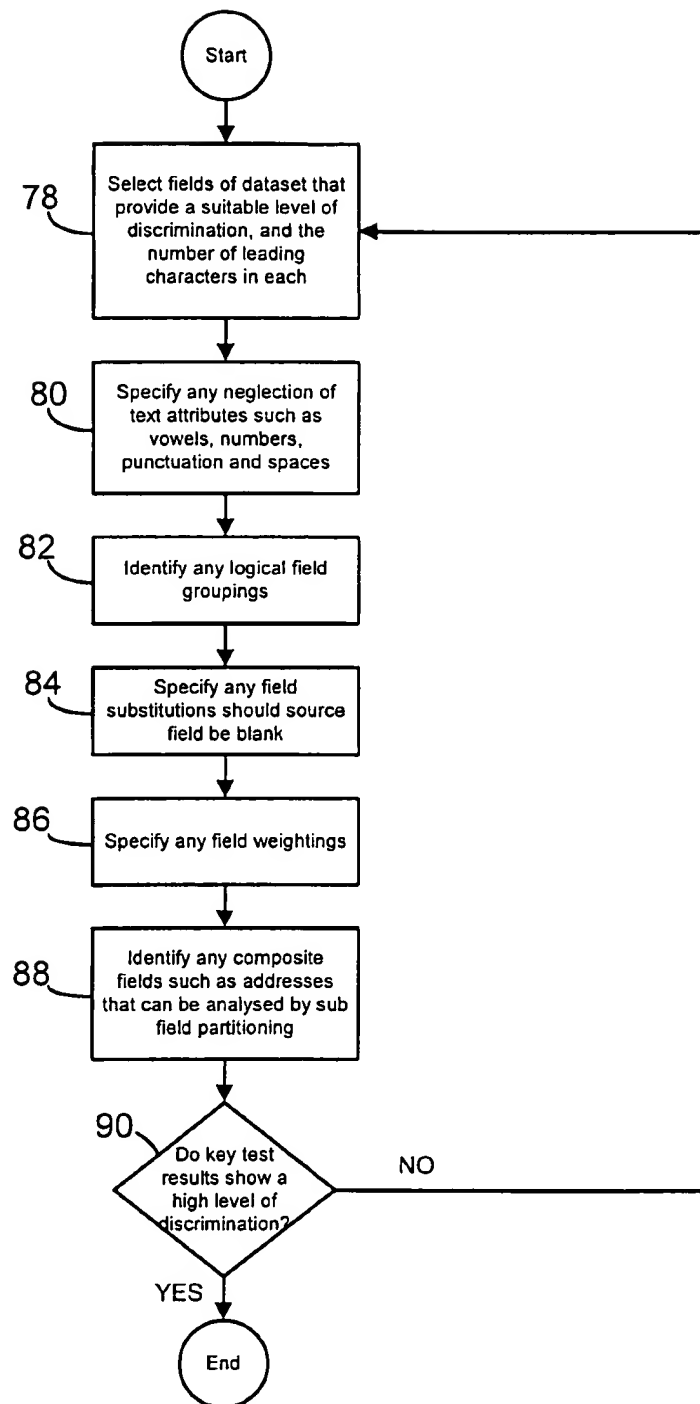 Start
78
Select fields of dataset that
provide a suitable level of
discrimination, and the
number of leading
characters in each
80
Specify any neglection of
text attributes such as
vowels, numbers,
punctuation and spaces
82
Identify any logical field
groupings
84
Specify any field
substitutions should source
field be blank
86
Specify any field weightings
88
Identify any composite
fields such as addresses
that can be analysed by sub
field partitioning
90
Do key test
results show a
high level of
discrimination?
NO
YES
End